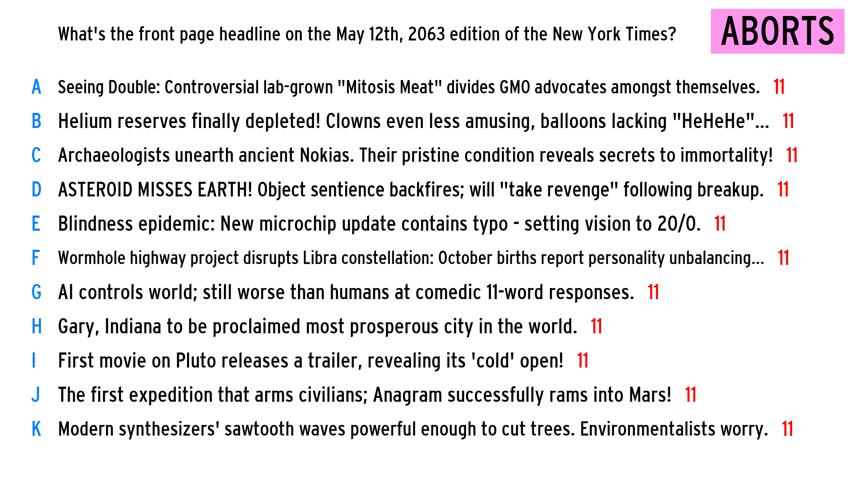 What's the front page headline on the May 12th, 2063 edition of the New York Times? ABORTS
A Seeing Double: Controversial lab-grown "Mitosis Meat" divides GMO advocates amongst themselves. 11
B Helium reserves finally depleted! Clowns even less amusing, balloons lacking "HeHeHe"... 11
C Archaeologists unearth ancient Nokias. Their pristine condition reveals secrets to immortality! 11
D ASTEROID MISSES EARTH! Object sentience backfires; will "take revenge" following breakup. 11
E Blindness epidemic: New microchip update contains typo - setting vision to 20/0. 11
F Wormhole highway project disrupts Libra constellation: October births report personality unbalancing... 11
G AI controls world; still worse than humans at comedic 11-word responses. 11
H Gary, Indiana to be proclaimed most prosperous city in the world. 11
I First movie on Pluto releases a trailer, revealing its 'cold' open! 11
J The first expedition that arms civilians; Anagram successfully rams into Mars! 11
K Modern synthesizers' sawtooth waves powerful enough to cut trees. Environmentalists worry. 11